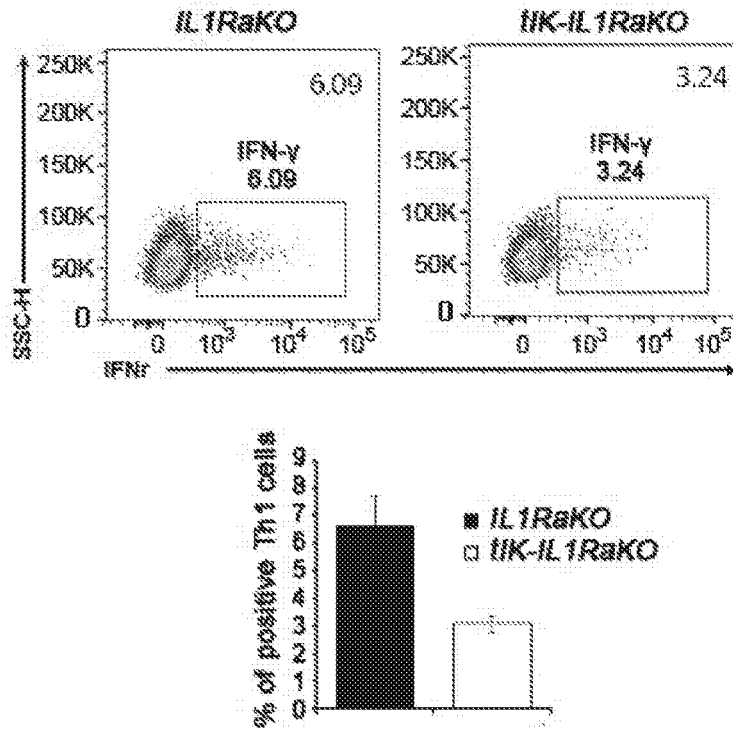 IL1RaKO
tIK-IL1RaKO
250K
200K
150K
100K
50K
0
6.09
IFN-γ
6.09
0 10³ 10⁴ 10⁵
250K
200K
150K
100K
50K
0
3.24
IFN-γ
3.24
0 10³ 10⁴ 10⁵
SSC-H
IFNr
% of positive Th1 cells
9
8
7
6
5
4
3
2
1
0
IL1RaKO
tIK-IL1RaKO